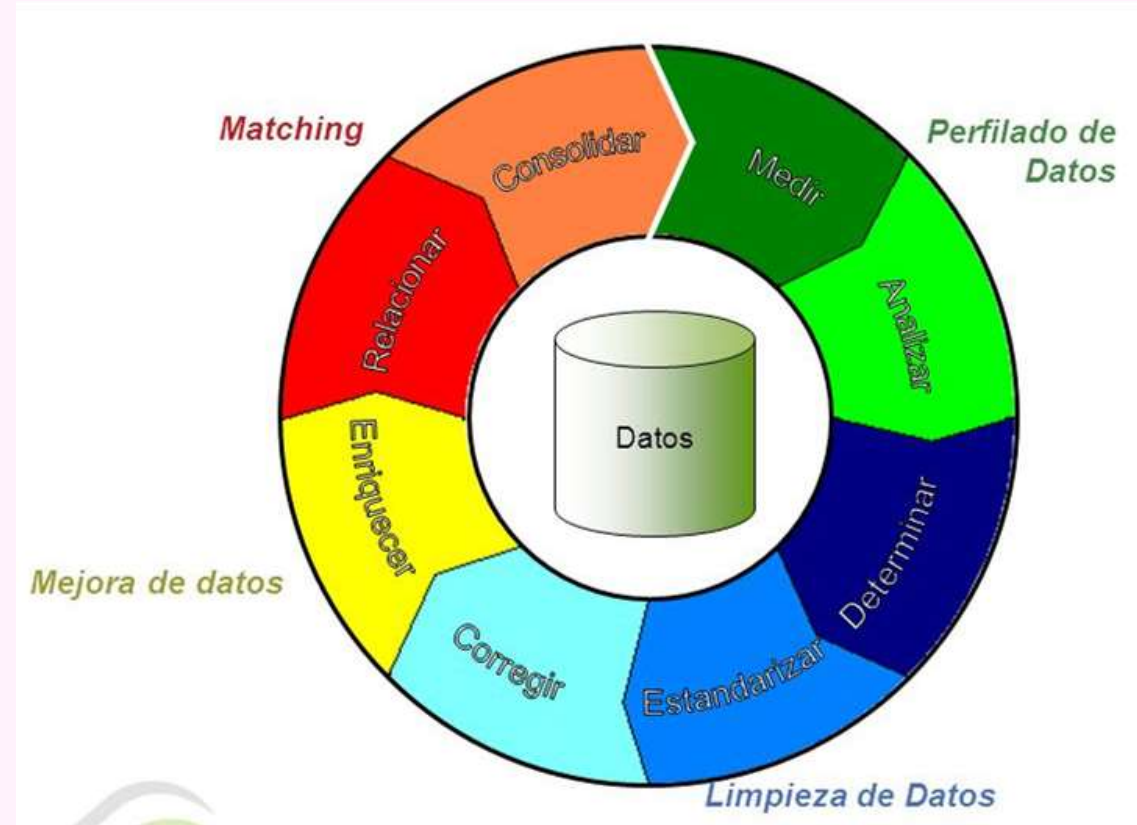 Matching
Perfilado de
Datos
Consolidar
Medir
Relacionar
Analizar
Datos
Enriquecer
Determinar
Mejora de datos
Corregir
Estandarizar
Limpieza de Datos